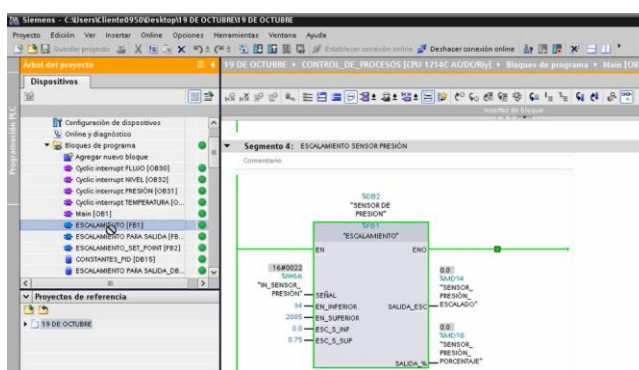 Siemens - C:\Users\Cliente0950\Desktop\19 DE OCTUBRE\19 DE OCTUBRE
Proyecto Edición Ver Insertar Online Opciones Herramientas Ventana Ayuda
Guardar proyecto Establecer conexión online Deshacer conexión online
Árbol del proyecto
19 DE OCTUBRE CONTROL_DE_PROCESOS [CPU 1214C AC/DC/Rly] Bloques de programa Main [OB
Dispositivos
Programación PLC
Interfaz de bloque
Configuración de dispositivos
Online y diagnóstico
Bloques de programa
Agregar nuevo bloque
Cyclic interrupt FLUJO [OB30]
Cyclic interrupt NIVEL [OB32]
Cyclic interrupt PRESIÓN [OB31]
Cyclic interrupt TEMPERATURA [O...
Main [OB1]
ESCALAMIENTO [FB1]
ESCALAMIENTO PARA SALIDA [FB...
ESCALAMIENTO_SET_POINT [FB2]
CONSTANTES_PID [DB15]
ESCALAMIENTO PARA SALIDA_DB...
Proyectos de referencia
19 DE OCTUBRE
Segmento 4: ESCALAMIENTO SENSOR PRESIÓN
Comentario
%DB2
"SENSOR DE
PRESION"
%FB1
"ESCALAMIENTO"
EN ENO
16#0022
%IW66
"IN_SENSOR_
PRESIÓN" SEÑAL
34 EN_INFERIOR
2085 EN_SUPERIOR
0.0 ESC_S_INF
0.75 ESC_S_SUP
0.0
%MD14
"SENSOR_
PRESIÓN_
SALIDA_ESC ESCALADO"
0.0
%MD18
"SENSOR_
PRESIÓN_
SALIDA_% PORCENTAJE"